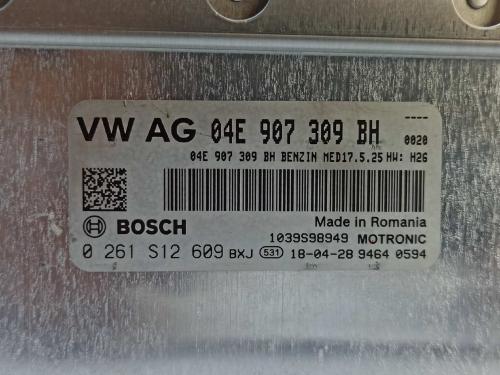 ----
VW AG 04E 907 309 BH 0020
04E 907 309 BH BENZIN MED17.5.25 HW: H26
BOSCH
Made in Romania
1039S98949 MOTRONIC
0 261 S12 609 BXJ 531 18-04-28 9464 0594